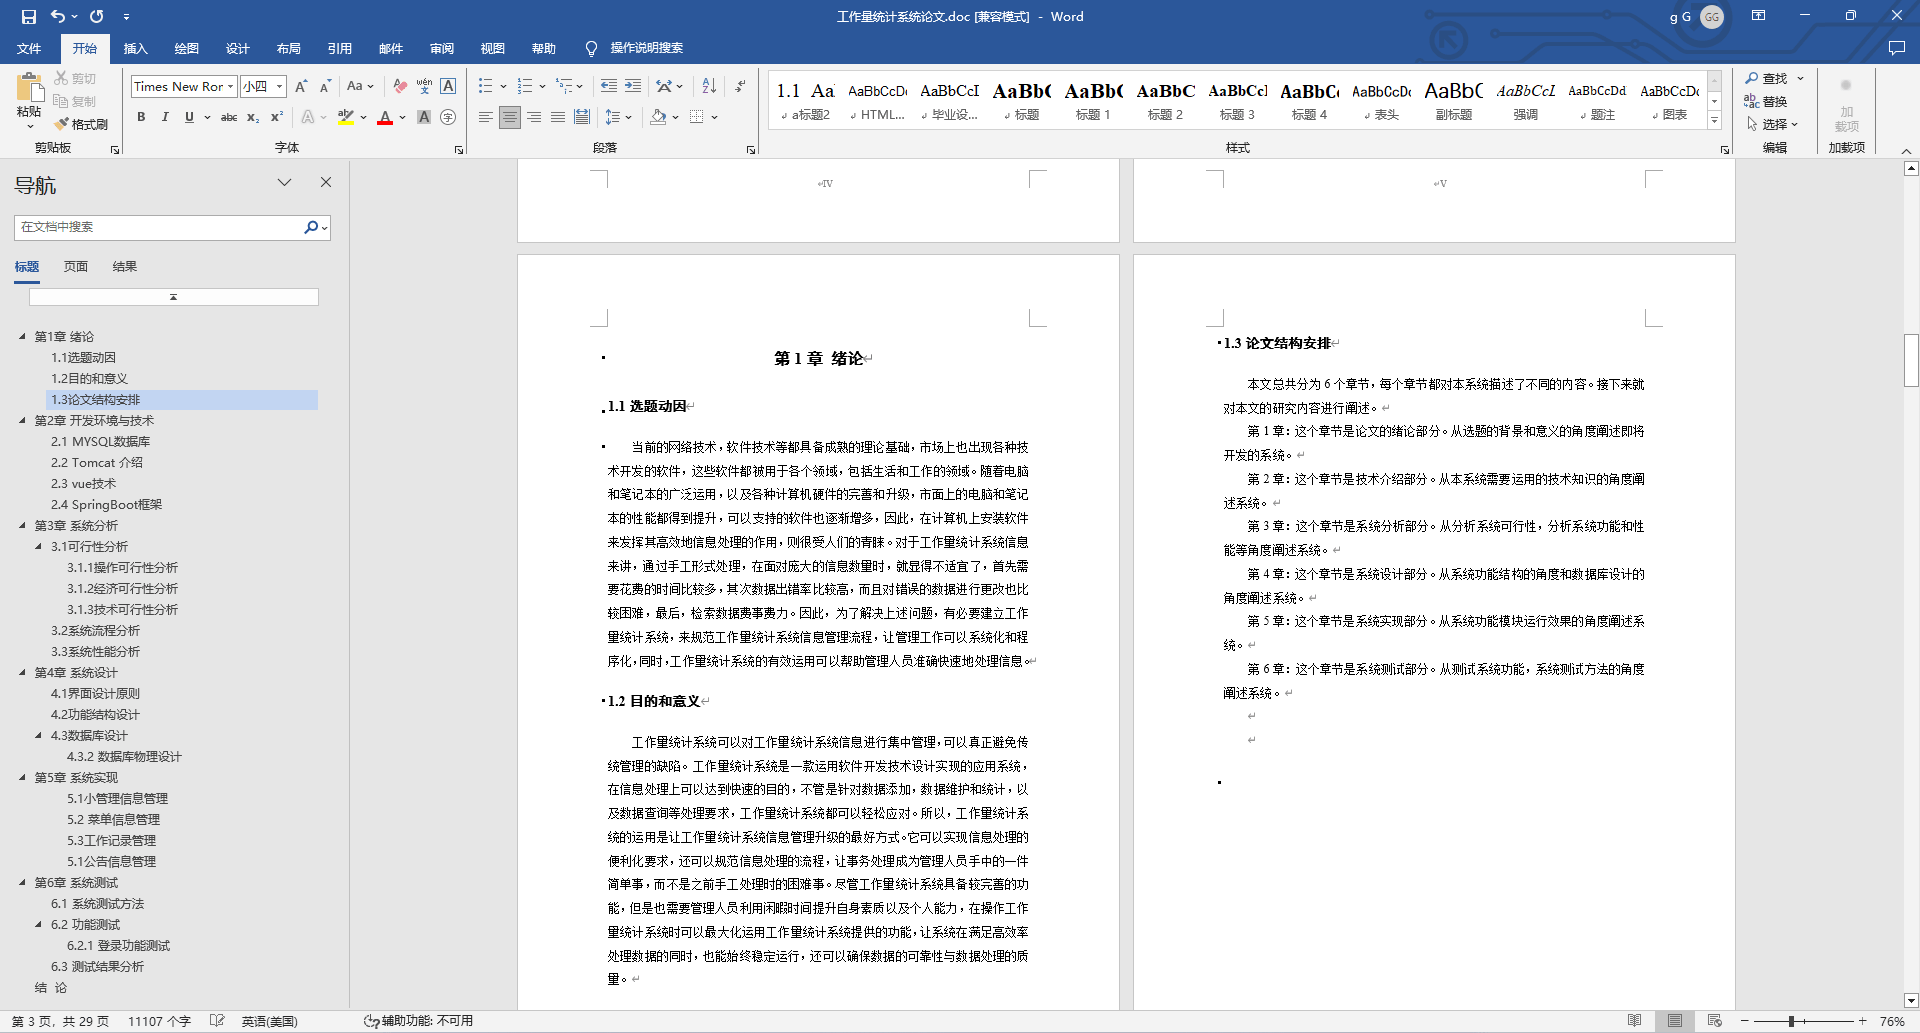 工作量统计系统论文.doc [兼容模式] - Word
g G
GG
文件
开始
插入
绘图
设计
布局
引用
邮件
审阅
视图
帮助
操作说明搜索
粘贴
剪切
复制
格式刷
剪贴板
Times New Ror
小四
字体
段落
1.1 Aa
a标题2
AaBbCcDc
HTML...
AaBbCcI
毕业设...
AaBb(
标题
AaBb(
标题 1
AaBbC
标题 2
AaBbCcI
标题 3
AaBbC
标题 4
AaBbCcDc
表头
AaBbC
副标题
AaBbCcL
强调
AaBbCcDd
题注
AaBbCcDc
图表
样式
查找
替换
选择
编辑
加
载项
加载项
导航
在文档中搜索
标题
页面
结果
第1章 绪论
1.1选题动因
1.2目的和意义
1.3论文结构安排
第2章 开发环境与技术
2.1 MYSQL数据库
2.2 Tomcat 介绍
2.3 vue技术
2.4 SpringBoot框架
第3章 系统分析
3.1可行性分析
3.1.1操作可行性分析
3.1.2经济可行性分析
3.1.3技术可行性分析
3.2系统流程分析
3.3系统性能分析
第4章 系统设计
4.1界面设计原则
4.2功能结构设计
4.3数据库设计
4.3.2 数据库物理设计
第5章 系统实现
5.1小管理信息管理
5.2 菜单信息管理
5.3工作记录管理
5.1公告信息管理
第6章 系统测试
6.1 系统测试方法
6.2 功能测试
6.2.1 登录功能测试
6.3 测试结果分析
结 论
IV
V
第 1 章 绪论
1.1 选题动因
当前的网络技术，软件技术等都具备成熟的理论基础，市场上也出现各种技
术开发的软件，这些软件都被用于各个领域，包括生活和工作的领域。随着电脑
和笔记本的广泛运用，以及各种计算机硬件的完善和升级，市面上的电脑和笔记
本的性能都得到提升，可以支持的软件也逐渐增多，因此，在计算机上安装软件
来发挥其高效地信息处理的作用，则很受人们的青睐。对于工作量统计系统信息
来讲，通过手工形式处理，在面对庞大的信息数量时，就显得不适宜了，首先需
要花费的时间比较多，其次数据出错率比较高，而且对错误的数据进行更改也比
较困难，最后，检索数据费事费力。因此，为了解决上述问题，有必要建立工作
量统计系统，来规范工作量统计系统信息管理流程，让管理工作可以系统化和程
序化，同时，工作量统计系统的有效运用可以帮助管理人员准确快速地处理信息。
1.2 目的和意义
工作量统计系统可以对工作量统计系统信息进行集中管理，可以真正避免传
统管理的缺陷。工作量统计系统是一款运用软件开发技术设计实现的应用系统，
在信息处理上可以达到快速的目的，不管是针对数据添加，数据维护和统计，以
及数据查询等处理要求，工作量统计系统都可以轻松应对。所以，工作量统计系
统的运用是让工作量统计系统信息管理升级的最好方式。它可以实现信息处理的
便利化要求，还可以规范信息处理的流程，让事务处理成为管理人员手中的一件
简单事，而不是之前手工处理时的困难事。尽管工作量统计系统具备较完善的功
能，但是也需要管理人员利用闲暇时间提升自身素质以及个人能力，在操作工作
量统计系统时可以最大化运用工作量统计系统提供的功能，让系统在满足高效率
处理数据的同时，也能始终稳定运行，还可以确保数据的可靠性与数据处理的质
量。
1.3 论文结构安排
本文总共分为 6 个章节，每个章节都对本系统描述了不同的内容。接下来就
对本文的研究内容进行阐述。
第 1 章：这个章节是论文的绪论部分。从选题的背景和意义的角度阐述即将
开发的系统。
第 2 章：这个章节是技术介绍部分。从本系统需要运用的技术知识的角度阐
述系统。
第 3 章：这个章节是系统分析部分。从分析系统可行性，分析系统功能和性
能等角度阐述系统。
第 4 章：这个章节是系统设计部分。从系统功能结构的角度和数据库设计的
角度阐述系统。
第 5 章：这个章节是系统实现部分。从系统功能模块运行效果的角度阐述系
统。
第 6 章：这个章节是系统测试部分。从测试系统功能，系统测试方法的角度
阐述系统。
第 3 页，共 29 页
11107 个字
英语(美国)
辅助功能: 不可用
76%